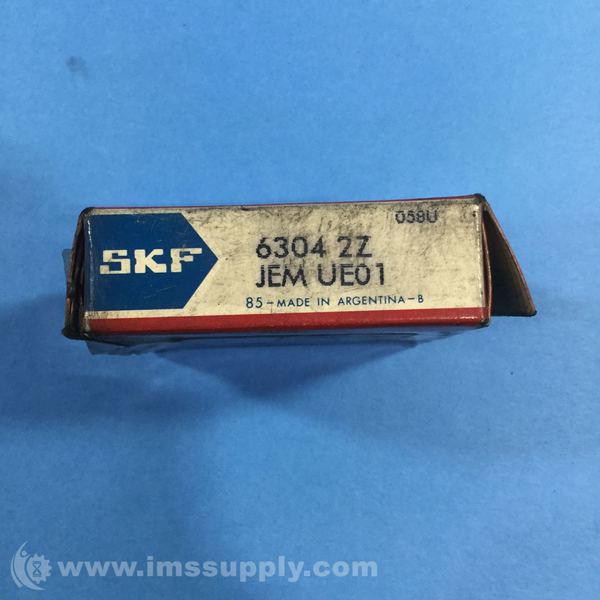 058U
SKF
6304 2Z
JEM UE01
85-MADE IN ARGENTINA-B
www.imssupply.com